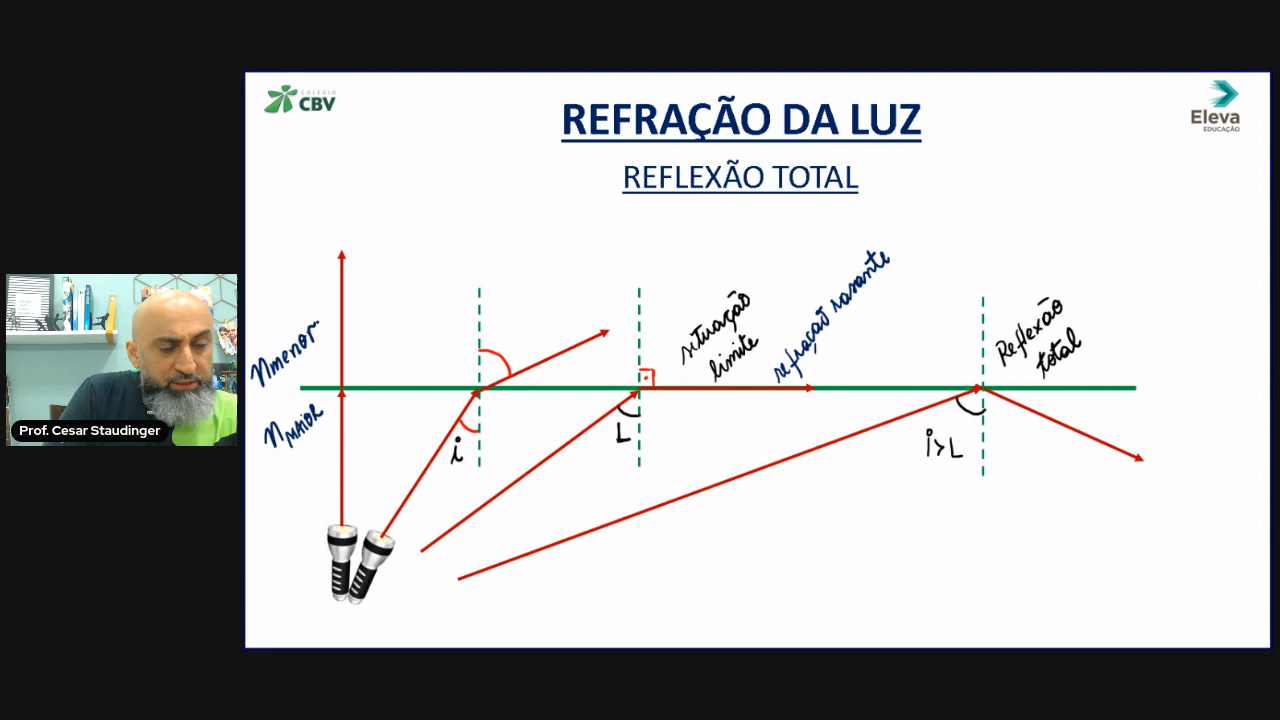 COLÉGIO
CBV
REFRAÇÃO DA LUZ
Eleva
EDUCAÇÃO
REFLEXÃO TOTAL
nmenor
nMAIOR
i
L
situação
limite
refração rasante
i>L
Reflexão
total
Prof. Cesar Staudinger